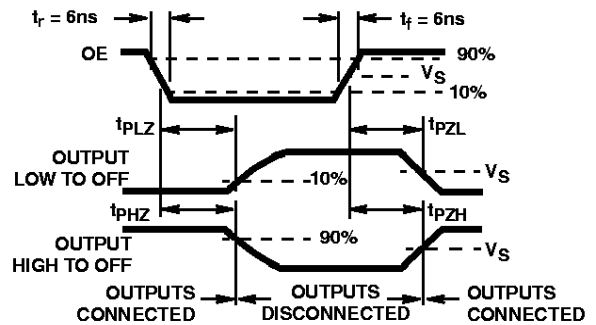 tr = 6ns
tf = 6ns
OE
90%
VS
10%
tPLZ
tPZL
OUTPUT
LOW TO OFF
10%
VS
tPHZ
tPZH
OUTPUT
HIGH TO OFF
90%
VS
OUTPUTS
CONNECTED
OUTPUTS
DISCONNECTED
OUTPUTS
CONNECTED